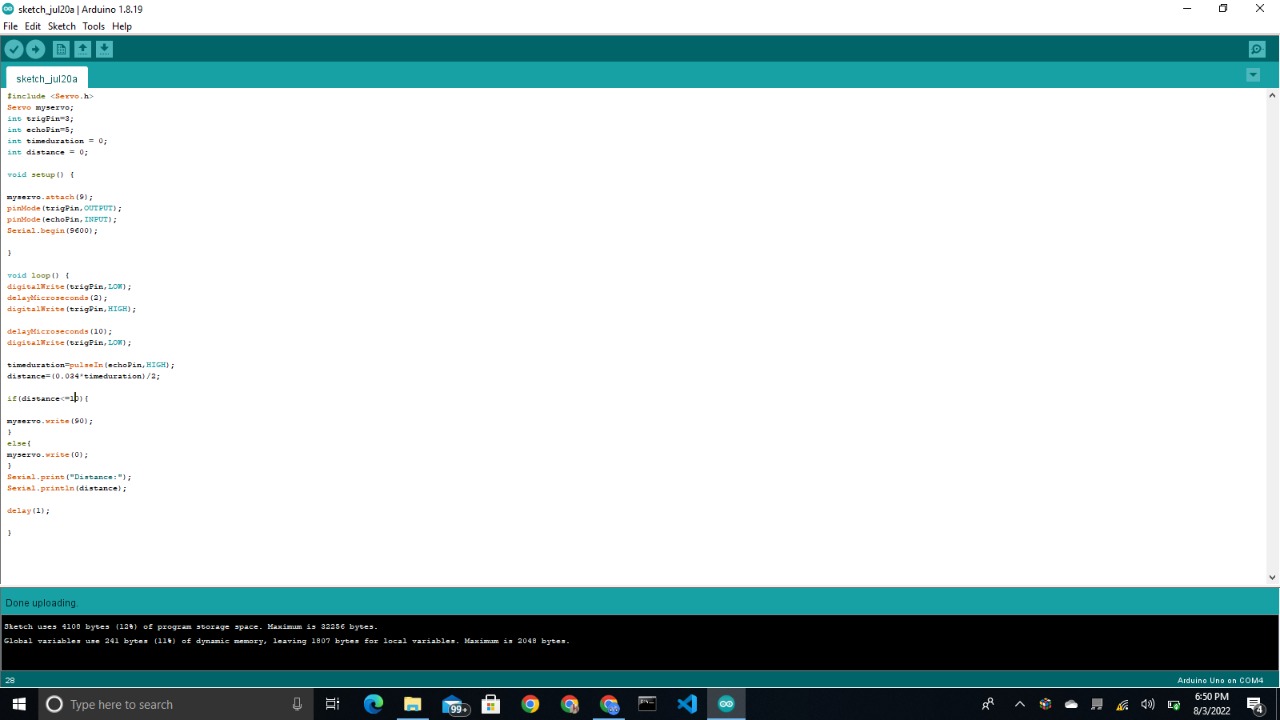 sketch_jul20a | Arduino 1.8.19
File Edit Sketch Tools Help
sketch_jul20a
#include <Servo.h>
Servo myservo;
int trigPin=3;
int echoPin=5;
int timeduration = 0;
int distance = 0;
void setup() {
myservo.attach(9);
pinMode(trigPin,OUTPUT);
pinMode(echoPin,INPUT);
Serial.begin(9600);
}
void loop() {
digitalWrite(trigPin,LOW);
delayMicroseconds(2);
digitalWrite(trigPin,HIGH);
delayMicroseconds(10);
digitalWrite(trigPin,LOW);
timeduration=pulseIn(echoPin,HIGH);
distance=(0.034*timeduration)/2;
if(distance<=10){
myservo.write(90);
}
else{
myservo.write(0);
}
Serial.print("Distance:");
Serial.println(distance);
delay(1);
}
Done uploading.
Sketch uses 4108 bytes (12%) of program storage space. Maximum is 32256 bytes.
Global variables use 241 bytes (11%) of dynamic memory, leaving 1807 bytes for local variables. Maximum is 2048 bytes.
28
Arduino Uno on COM4
Type here to search
99+
6:50 PM
8/3/2022
4